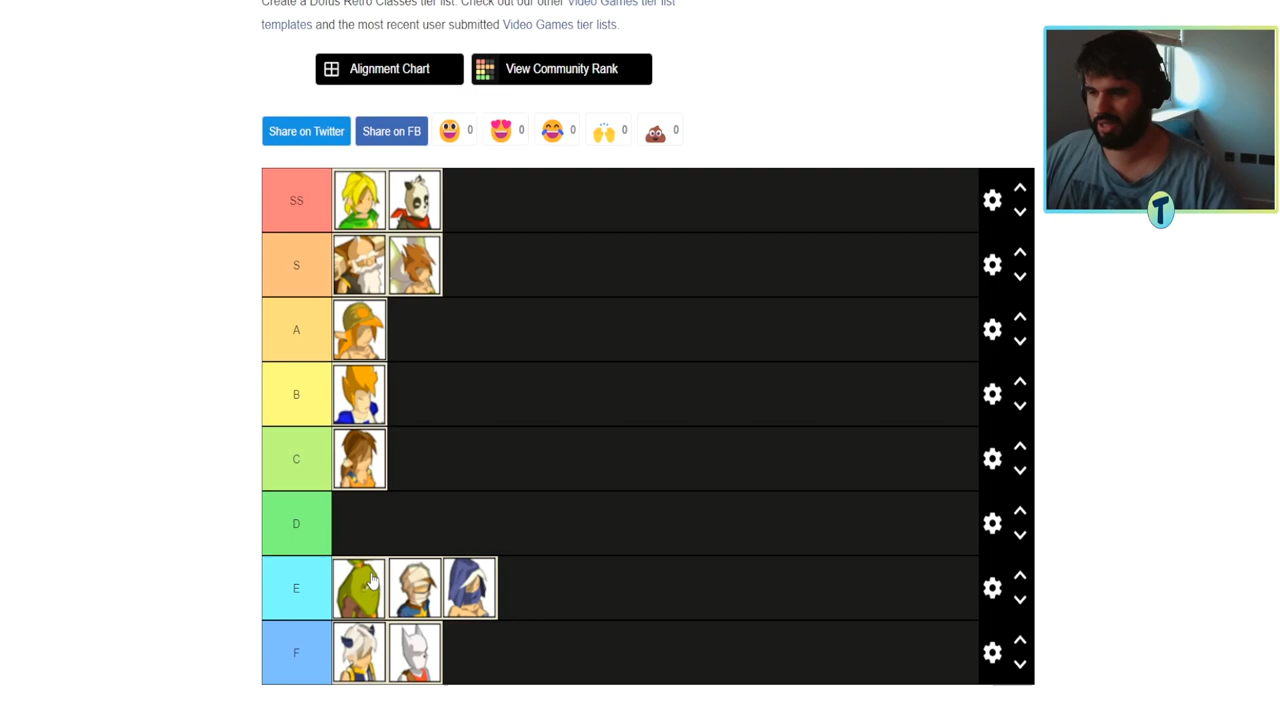 Create a Dofus Retro Classes tier list. Check out our other Video Games tier list
templates and the most recent user submitted Video Games tier lists.
Alignment Chart
View Community Rank
Share on Twitter
Share on FB
0
0
0
0
0
SS
S
A
B
C
D
E
F
T